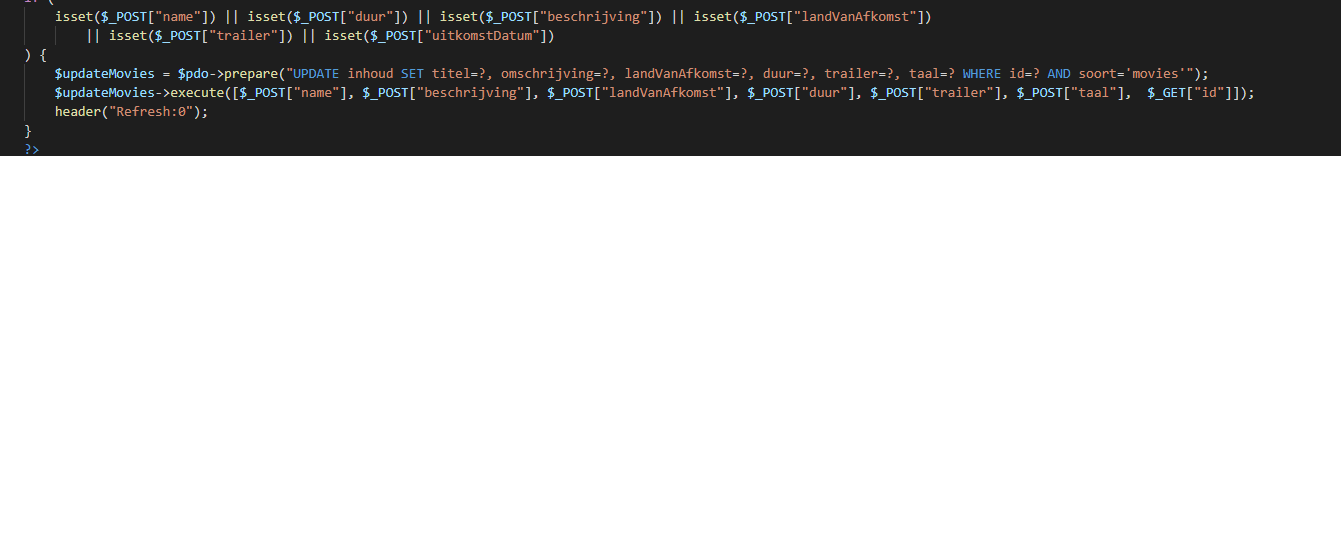 if (
isset($_POST["name"]) || isset($_POST["duur"]) || isset($_POST["beschrijving"]) || isset($_POST["landVanAfkomst"])
|| isset($_POST["trailer"]) || isset($_POST["uitkomstDatum"])
) {
$updateMovies = $pdo->prepare("UPDATE inhoud SET titel=?, omschrijving=?, landVanAfkomst=?, duur=?, trailer=?, taal=? WHERE id=? AND soort='movies'");
$updateMovies->execute([$_POST["name"], $_POST["beschrijving"], $_POST["landVanAfkomst"], $_POST["duur"], $_POST["trailer"], $_POST["taal"],  $_GET["id"]]);
header("Refresh:0");
}
?>